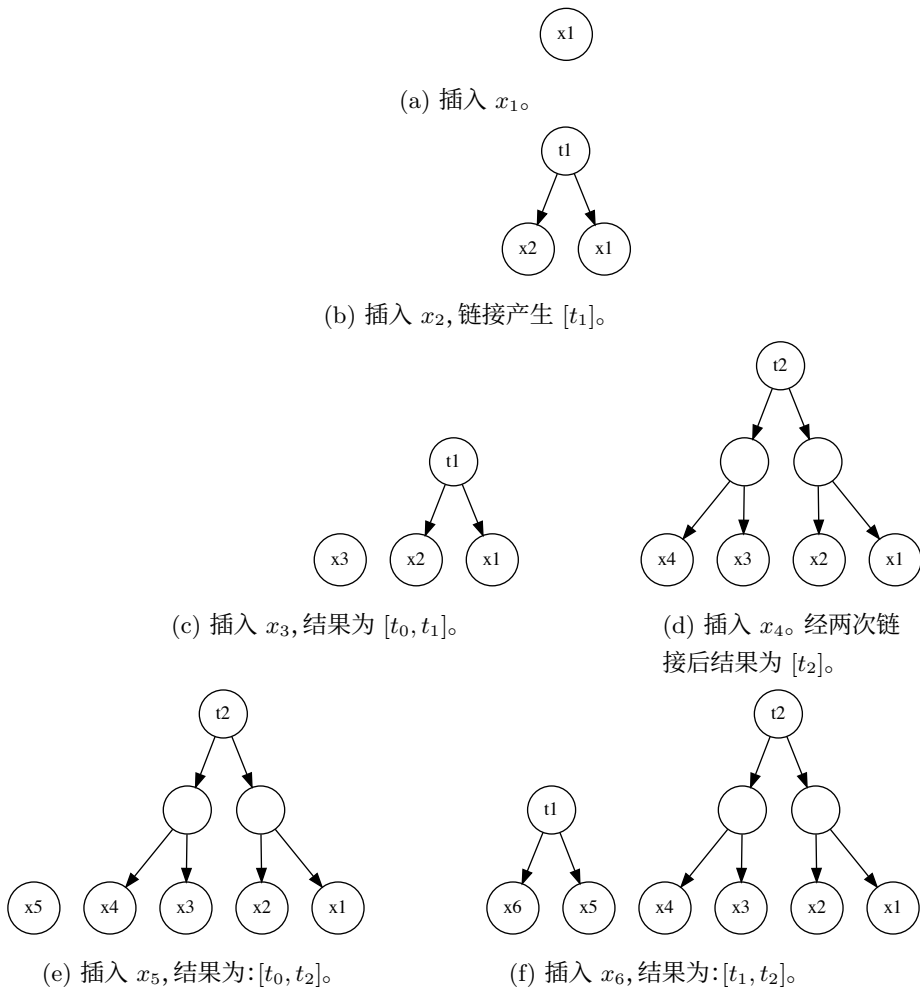 x1
(a) 插入 x₁。
t1
x2 x1
(b) 插入 x₂,链接产生 [t₁]。
t2
t1
x3 x2 x1
x4 x3 x2 x1
(c) 插入 x₃,结果为 [t₀, t₁]。
(d) 插入 x₄。经两次链
接后结果为 [t₂]。
t2
x5 x4 x3 x2 x1
(e) 插入 x₅,结果为:[t₀, t₂]。
t2
t1
x6 x5 x4 x3 x2 x1
(f) 插入 x₆,结果为:[t₁, t₂]。